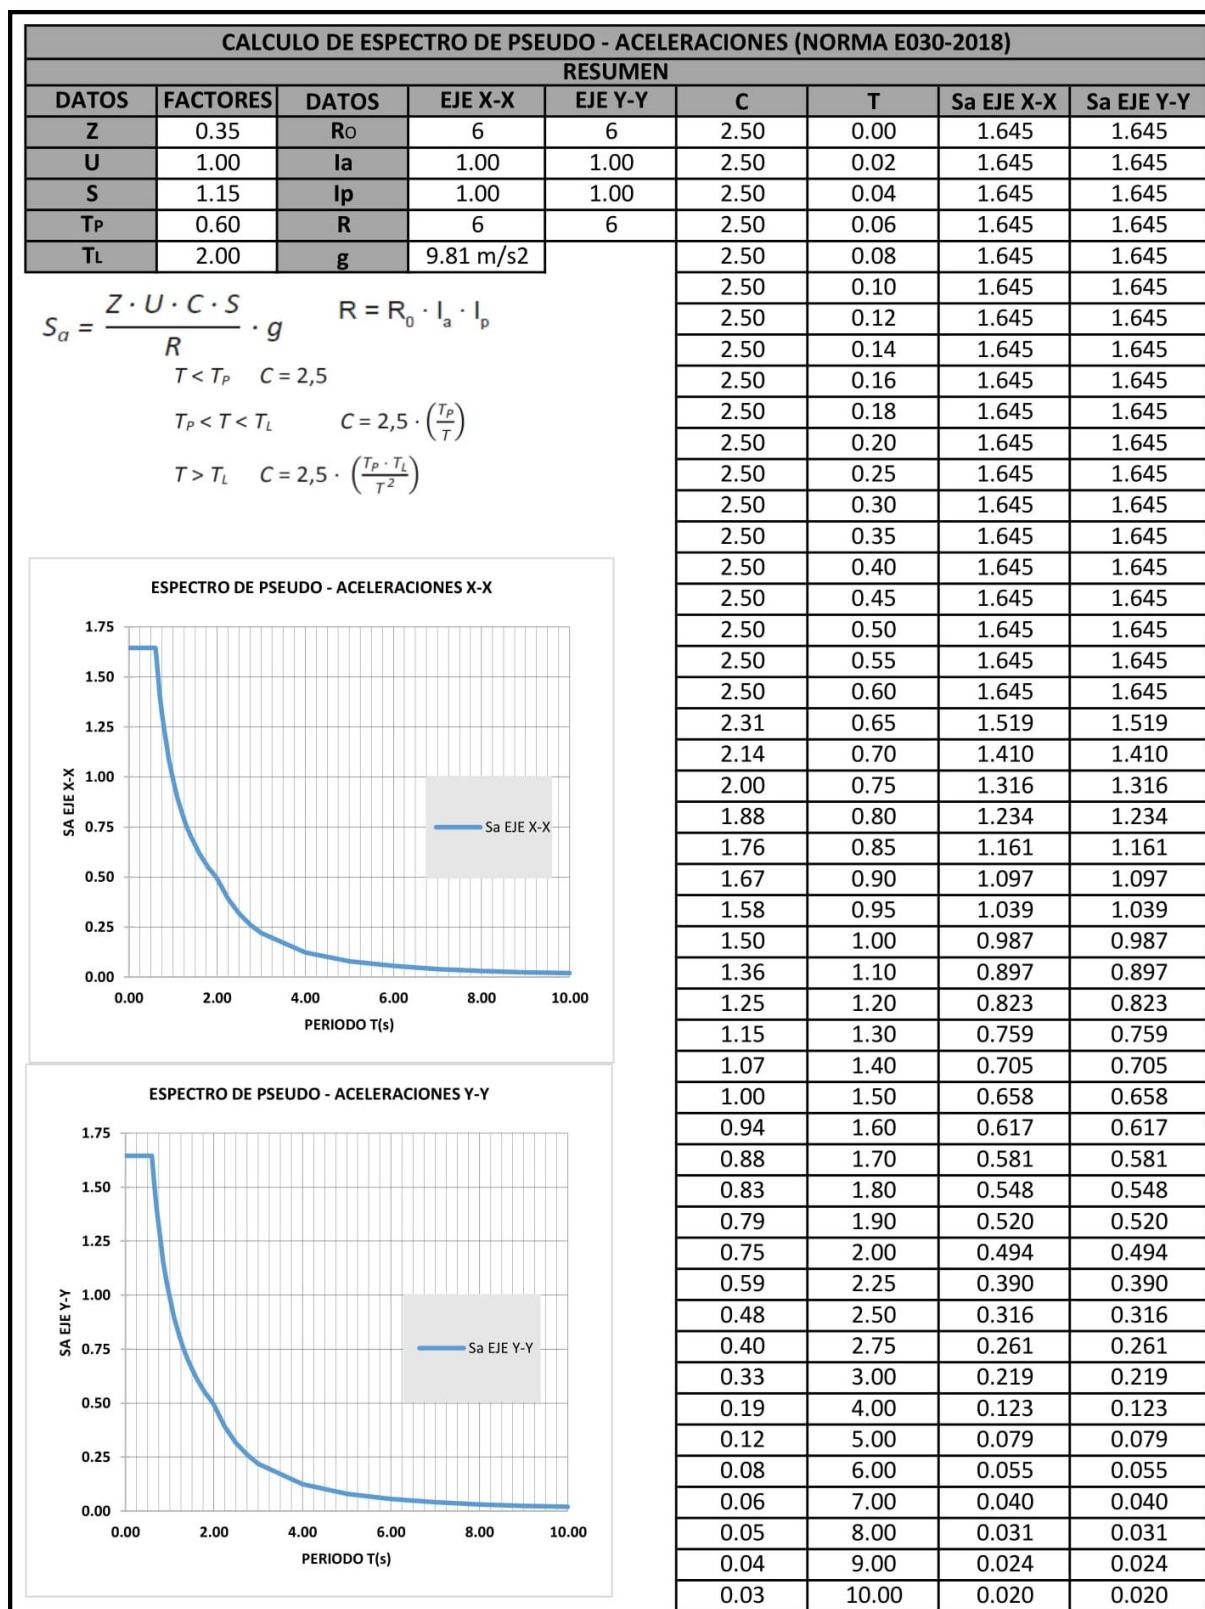 CALCULO DE ESPECTRO DE PSEUDO - ACELERACIONES (NORMA E030-2018)
RESUMEN
DATOS FACTORES DATOS EJE X-X EJE Y-Y C T Sa EJE X-X Sa EJE Y-Y
Z 0.35 RO 6 6 2.50 0.00 1.645 1.645
U 1.00 Ia 1.00 1.00 2.50 0.02 1.645 1.645
S 1.15 Ip 1.00 1.00 2.50 0.04 1.645 1.645
TP 0.60 R 6 6 2.50 0.06 1.645 1.645
TL 2.00 g 9.81 m/s2 2.50 0.08 1.645 1.645
2.50 0.10 1.645 1.645
2.50 0.12 1.645 1.645
2.50 0.14 1.645 1.645
2.50 0.16 1.645 1.645
2.50 0.18 1.645 1.645
2.50 0.20 1.645 1.645
2.50 0.25 1.645 1.645
2.50 0.30 1.645 1.645
2.50 0.35 1.645 1.645
2.50 0.40 1.645 1.645
2.50 0.45 1.645 1.645
2.50 0.50 1.645 1.645
2.50 0.55 1.645 1.645
2.50 0.60 1.645 1.645
2.31 0.65 1.519 1.519
2.14 0.70 1.410 1.410
2.00 0.75 1.316 1.316
1.88 0.80 1.234 1.234
1.76 0.85 1.161 1.161
1.67 0.90 1.097 1.097
1.58 0.95 1.039 1.039
1.50 1.00 0.987 0.987
1.36 1.10 0.897 0.897
1.25 1.20 0.823 0.823
1.15 1.30 0.759 0.759
1.07 1.40 0.705 0.705
1.00 1.50 0.658 0.658
0.94 1.60 0.617 0.617
0.88 1.70 0.581 0.581
0.83 1.80 0.548 0.548
0.79 1.90 0.520 0.520
0.75 2.00 0.494 0.494
0.59 2.25 0.390 0.390
0.48 2.50 0.316 0.316
0.40 2.75 0.261 0.261
0.33 3.00 0.219 0.219
0.19 4.00 0.123 0.123
0.12 5.00 0.079 0.079
0.08 6.00 0.055 0.055
0.06 7.00 0.040 0.040
0.05 8.00 0.031 0.031
0.04 9.00 0.024 0.024
0.03 10.00 0.020 0.020
Sa = (Z · U · C · S / R) · g R = R0 · Ia · Ip
T < TP C = 2,5
TP < T < TL C = 2,5 · (TP / T)
T > TL C = 2,5 · (TP · TL / T²)
ESPECTRO DE PSEUDO - ACELERACIONES X-X
SA EJE X-X
1.75
1.50
1.25
1.00
0.75
0.50
0.25
0.00
Sa EJE X-X
0.00 2.00 4.00 6.00 8.00 10.00
PERIODO T(s)
ESPECTRO DE PSEUDO - ACELERACIONES Y-Y
SA EJE Y-Y
1.75
1.50
1.25
1.00
0.75
0.50
0.25
0.00
Sa EJE Y-Y
0.00 2.00 4.00 6.00 8.00 10.00
PERIODO T(s)